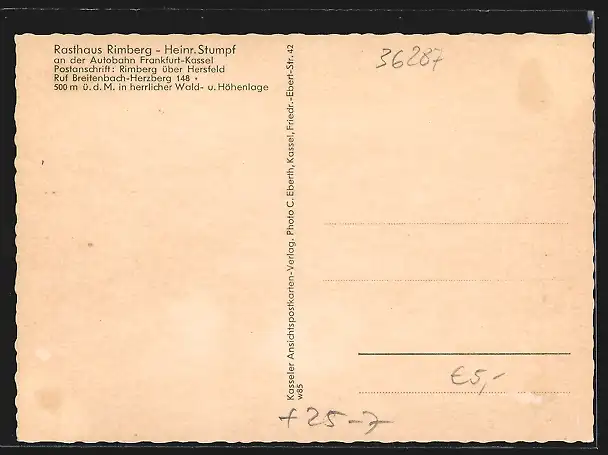 Rasthaus Rimberg - Heinr. Stumpf
an der Autobahn Frankfurt-Kassel
Postanschrift: Rimberg über Hersfeld
Ruf Breitenbach-Herzberg 148 •
500 m ü. d. M. in herrlicher Wald- u. Höhenlage
Kasseler Ansichtspostkarten-Verlag. Photo C. Eberth, Kassel, Friedr.-Ebert-Str. 42
w85
36287
€5,-
+25-7